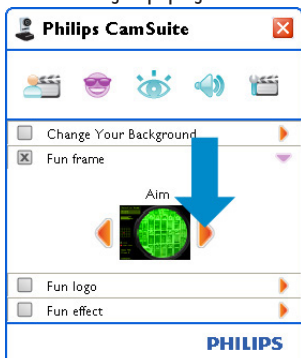 Philips CamSuite
Change Your Background
Fun frame
Aim
Fun logo
Fun effect
PHILIPS